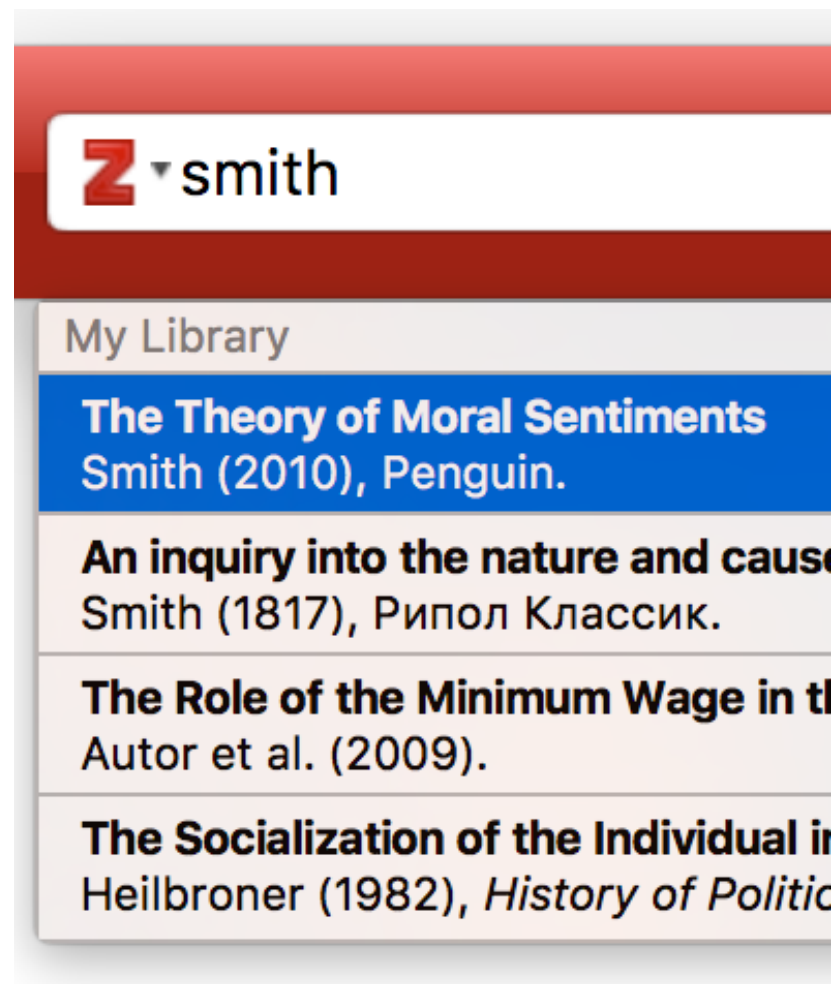 Z smith
My Library
The Theory of Moral Sentiments
Smith (2010), Penguin.
An inquiry into the nature and
Smith (1817), Рипол Классик.
The Role of the Minimum Wage in
Autor et al. (2009).
The Socialization of the Individual
Heilbroner (1982), History of